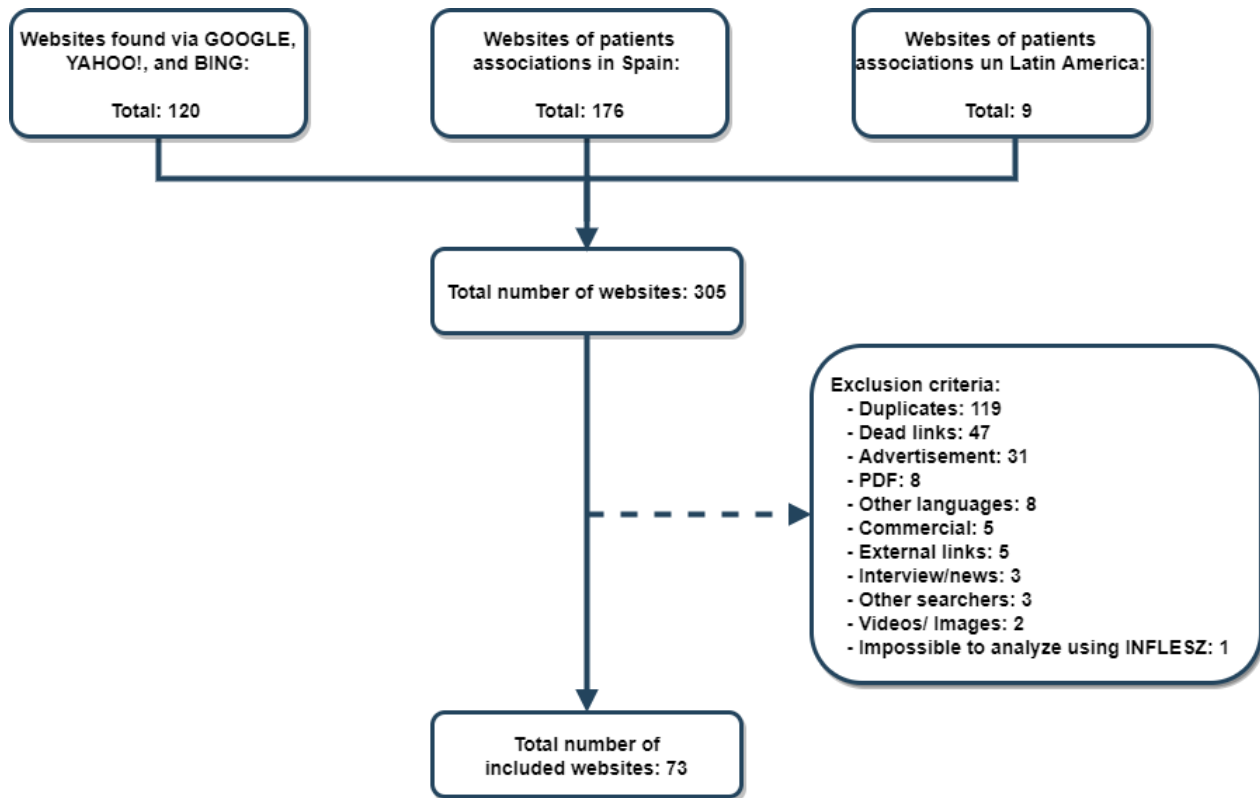 Websites found via GOOGLE,
YAHOO!, and BING:
Total: 120
Websites of patients
associations in Spain:
Total: 176
Websites of patients
associations un Latin America:
Total: 9
Total number of websites: 305
Exclusion criteria:
- Duplicates: 119
- Dead links: 47
- Advertisement: 31
- PDF: 8
- Other languages: 8
- Commercial: 5
- External links: 5
- Interview/news: 3
- Other searchers: 3
- Videos/ Images: 2
- Impossible to analyze using INFLESZ: 1
Total number of
included websites: 73